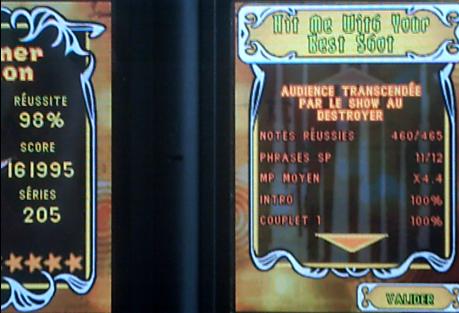 ner
on
RÉUSSITE
98%
SCORE
161995
SÉRIES
205
Hit Me With Your
Best Shot
AUDIENCE TRANSCENDÉE
PAR LE SHOW AU
DESTROYER
NOTES RÉUSSIES 460/465
PHRASES SP 11/12
MP MOYEN X4.4
INTRO 100%
COUPLET 1 100%
VALIDER